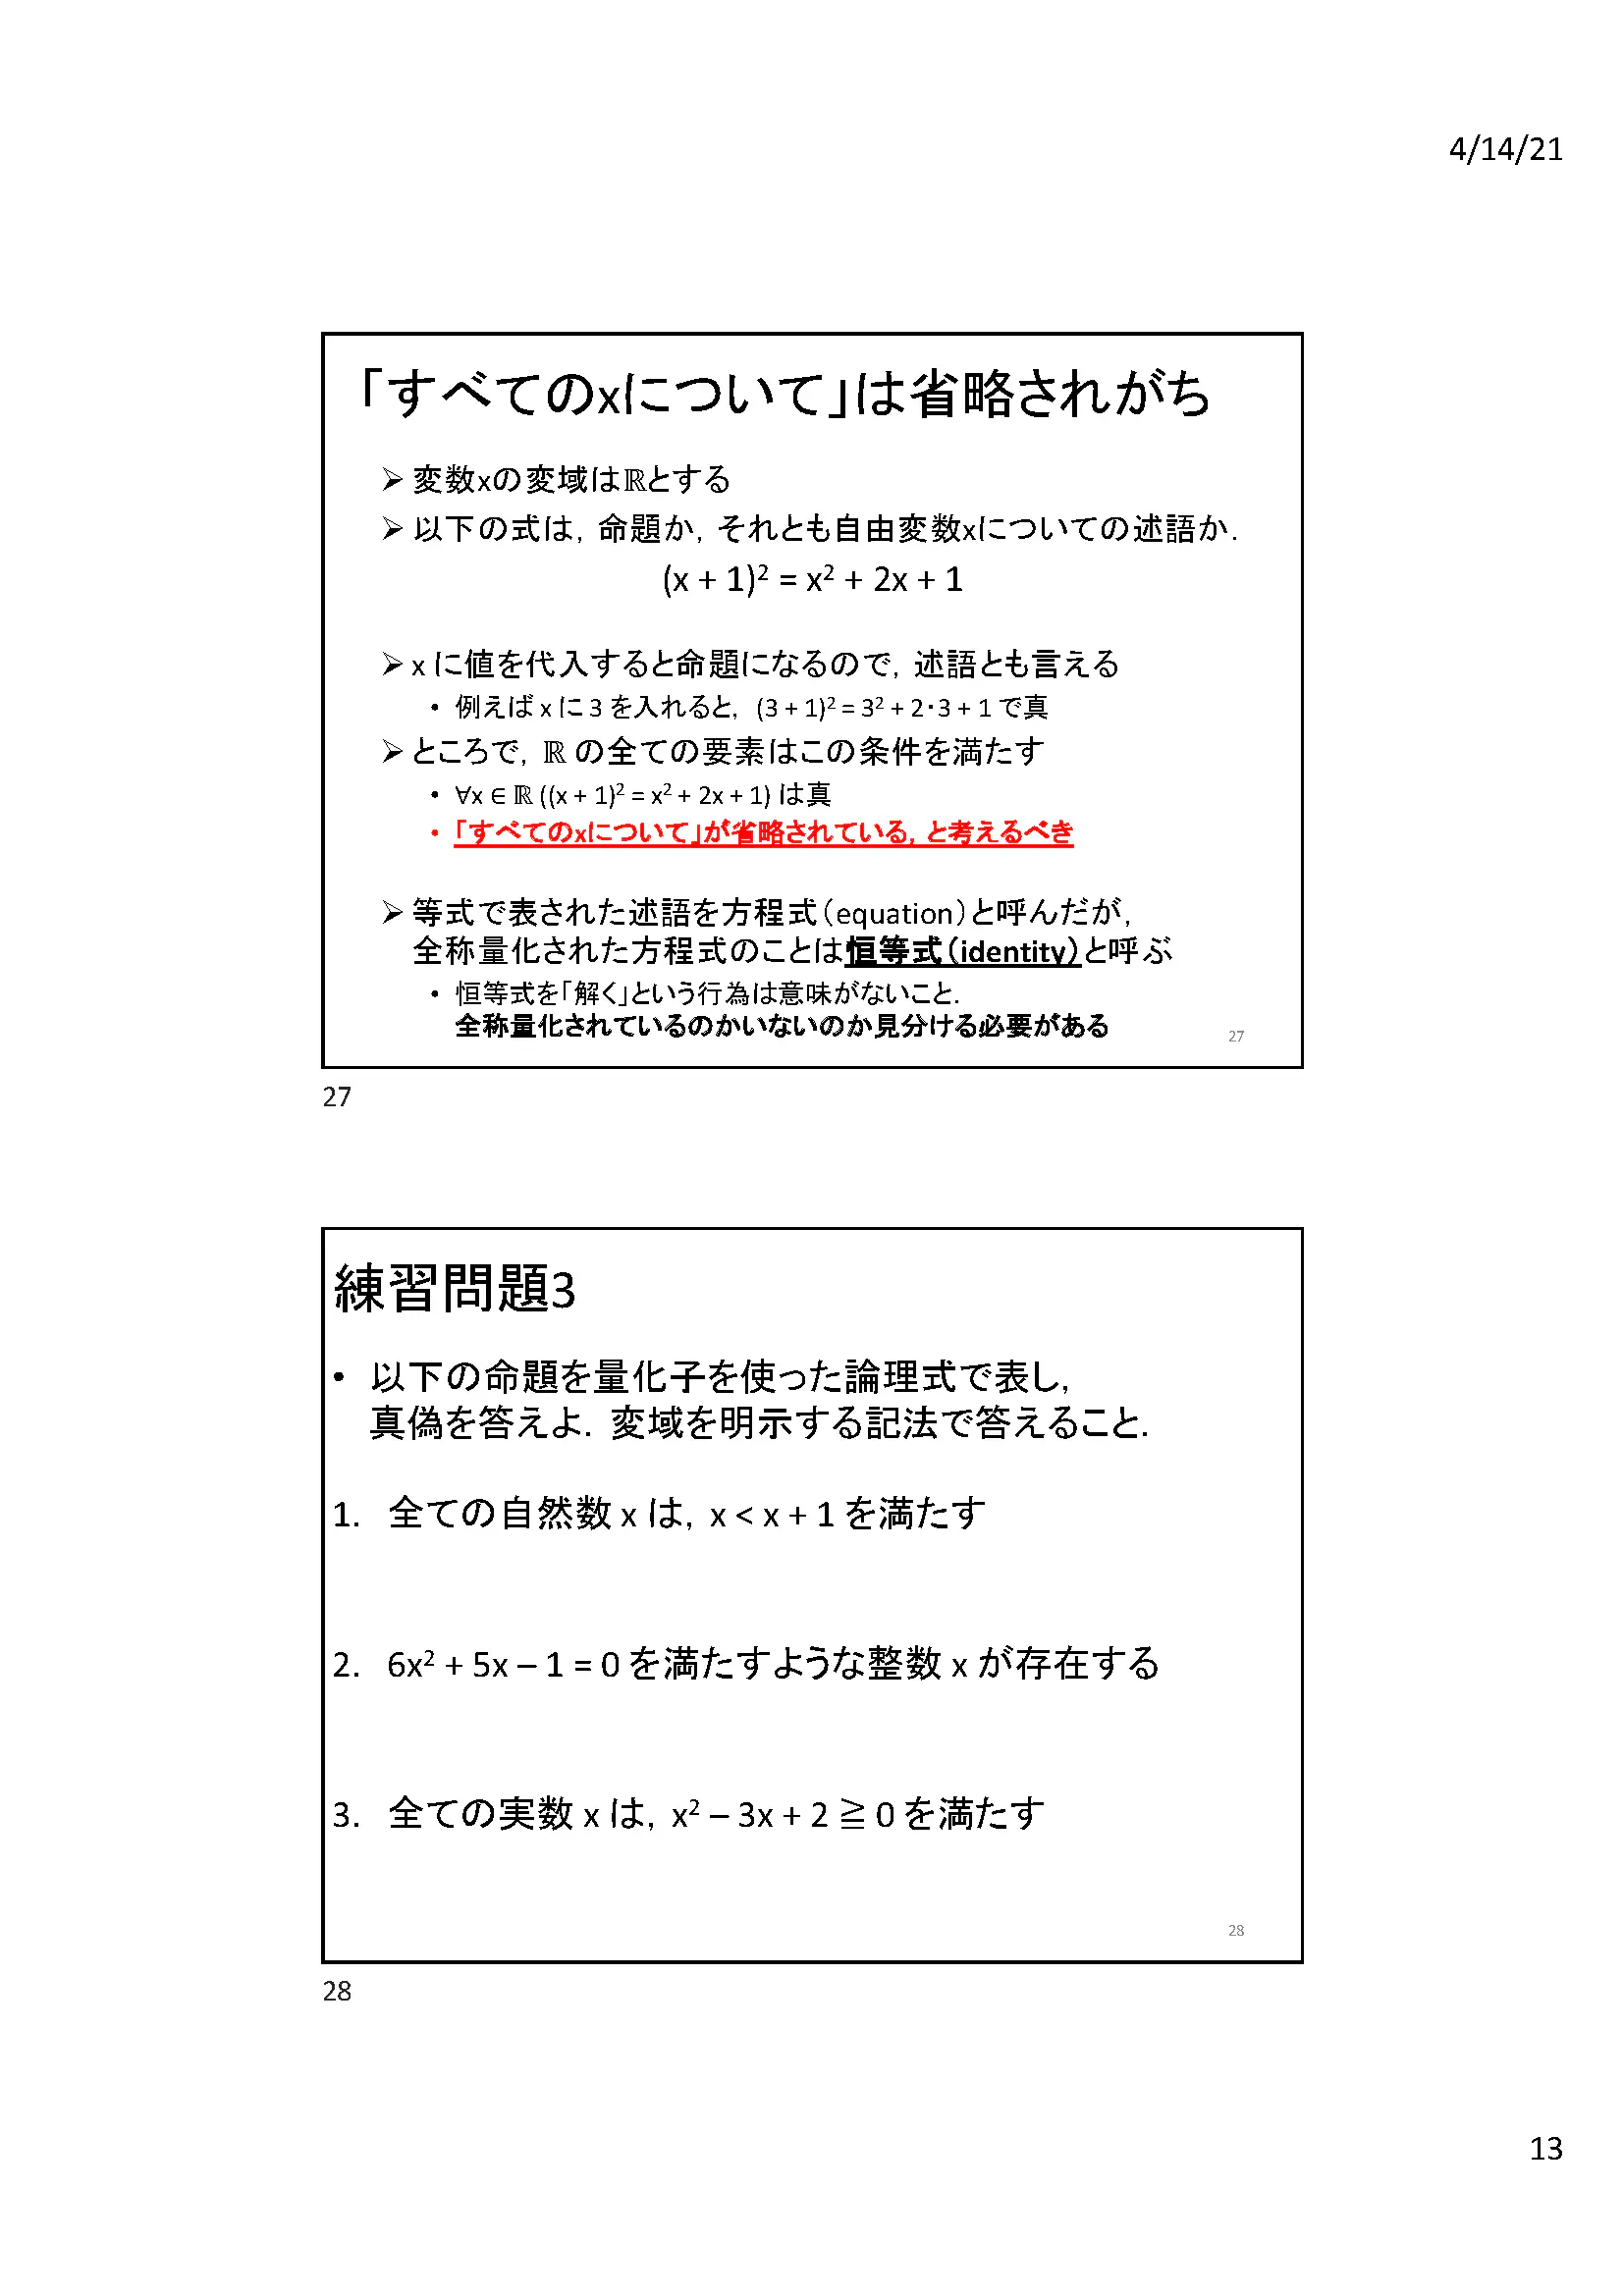 4/14/21
「すべてのxについて」は省略されがち
➢ 変数xの変域はℝとする
➢ 以下の式は，命題か，それとも自由変数xについての述語か．
(x + 1)² = x² + 2x + 1
➢ x に値を代入すると命題になるので，述語とも言える
• 例えば x に 3 を入れると， (3 + 1)² = 3² + 2・3 + 1 で真
➢ ところで，ℝ の全ての要素はこの条件を満たす
• ∀x ∈ ℝ ((x + 1)² = x² + 2x + 1) は真
• 「すべてのxについて」が省略されている，と考えるべき
➢ 等式で表された述語を方程式（equation）と呼んだが，
全称量化された方程式のことは恒等式（identity）と呼ぶ
• 恒等式を「解く」という行為は意味がないこと．
全称量化されているのかいないのか見分ける必要がある
27
27
練習問題3
• 以下の命題を量化子を使った論理式で表し，
真偽を答えよ．変域を明示する記法で答えること．
1. 全ての自然数 x は，x < x + 1 を満たす
2. 6x² + 5x – 1 = 0 を満たすような整数 x が存在する
3. 全ての実数 x は，x² – 3x + 2 ≧ 0 を満たす
28
28
13